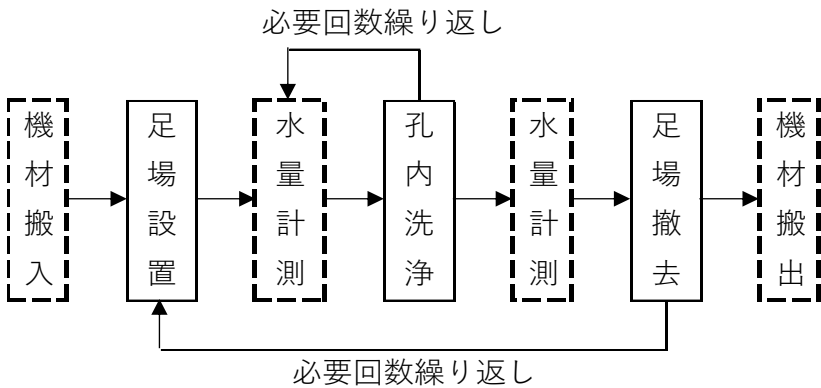 必要回数繰り返し
機材搬入
足場設置
水量計測
孔内洗浄
水量計測
足場撤去
機材搬出
必要回数繰り返し